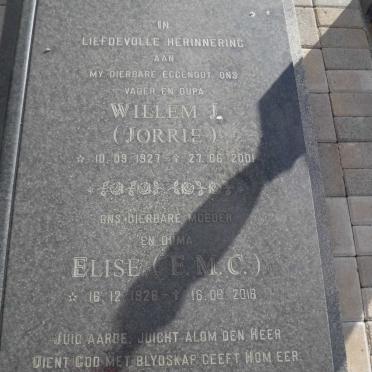 IN
LIEFDEVOLLE HERINNERING
AAN
MY DIERBARE EGGENOOT, ONS
VADER EN OUPA
WILLEM J.
(JORRIE)
☆ 10.09.1927 - ✝ 27.06.2001
ONS DIERBARE MOEDER
EN OUMA
ELISE (E.M.C.)
☆ 16.12.1928 - ✝ 16.09.2016
JUIG AARDE, JUICHT ALOM DEN HEER
DIENT GOD MET BLYDSKAP, GEEFT HOM EER